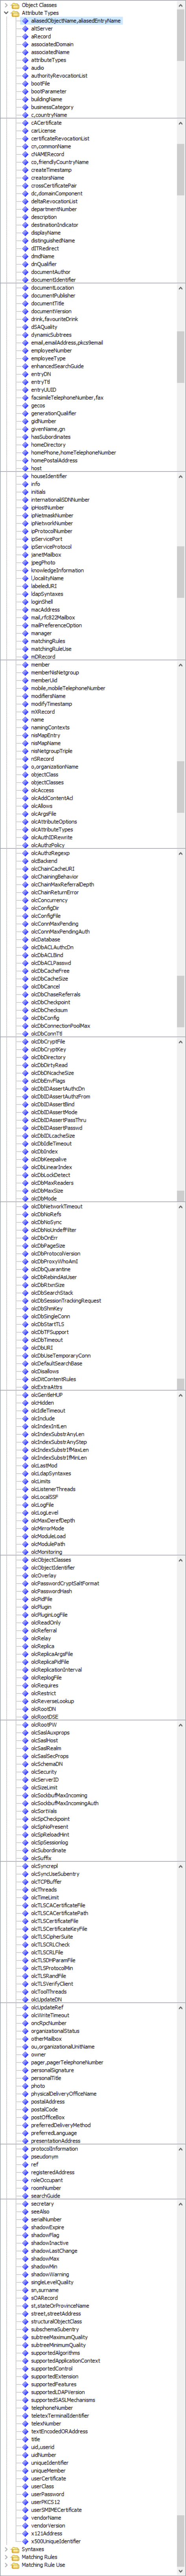 Object Classes
Attribute Types
aliasedObjectName,aliasedEntryName
altServer
aRecord
associatedDomain
associatedName
attributeTypes
audio
authorityRevocationList
bootFile
bootParameter
buildingName
businessCategory
c,countryName
cACertificate
carLicense
certificateRevocationList
cn,commonName
cNAMERecord
co,friendlyCountryName
createTimestamp
creatorsName
crossCertificatePair
dc,domainComponent
deltaRevocationList
departmentNumber
description
destinationIndicator
displayName
distinguishedName
dITRedirect
dmdName
dnQualifier
documentAuthor
documentIdentifier
documentLocation
documentPublisher
documentTitle
documentVersion
drink,favouriteDrink
dSAQuality
dynamicSubtrees
email,emailAddress,pkcs9email
employeeNumber
employeeType
enhancedSearchGuide
entryDN
entryTtl
entryUUID
facsimileTelephoneNumber,fax
gecos
generationQualifier
gidNumber
givenName,gn
hasSubordinates
homeDirectory
homePhone,homeTelephoneNumber
homePostalAddress
host
houseIdentifier
info
initials
internationaliSDNNumber
ipHostNumber
ipNetmaskNumber
ipNetworkNumber
ipProtocolNumber
ipServicePort
ipServiceProtocol
janetMailbox
jpegPhoto
knowledgeInformation
l,localityName
labeledURI
ldapSyntaxes
loginShell
macAddress
mail,rfc822Mailbox
mailPreferenceOption
manager
matchingRules
matchingRuleUse
mDRecord
member
memberNisNetgroup
memberUid
mobile,mobileTelephoneNumber
modifiersName
modifyTimestamp
mXRecord
name
namingContexts
nisMapEntry
nisMapName
nisNetgroupTriple
nSRecord
o,organizationName
objectClass
objectClasses
olcAccess
olcAddContentAcl
olcAllows
olcArgsFile
olcAttributeOptions
olcAttributeTypes
olcAuthIDRewrite
olcAuthzPolicy
olcAuthzRegexp
olcBackend
olcChainCacheURI
olcChainingBehavior
olcChainMaxReferralDepth
olcChainReturnError
olcConcurrency
olcConfigDir
olcConfigFile
olcConnMaxPending
olcConnMaxPendingAuth
olcDatabase
olcDbACLAuthcDn
olcDbACLBind
olcDbACLPasswd
olcDbCacheFree
olcDbCacheSize
olcDbCancel
olcDbChaseReferrals
olcDbCheckpoint
olcDbChecksum
olcDbConfig
olcDbConnectionPoolMax
olcDbConnTtl
olcDbCryptFile
olcDbCryptKey
olcDbDirectory
olcDbDirtyRead
olcDbDNcacheSize
olcDbEnvFlags
olcDbIDAssertAuthcDn
olcDbIDAssertAuthzFrom
olcDbIDAssertBind
olcDbIDAssertMode
olcDbIDAssertPassThru
olcDbIDAssertPasswd
olcDbIDLcacheSize
olcDbIdleTimeout
olcDbIndex
olcDbKeepalive
olcDbLinearIndex
olcDbLockDetect
olcDbMaxReaders
olcDbMaxSize
olcDbMode
olcDbNetworkTimeout
olcDbNoRefs
olcDbNoSync
olcDbNoUndefFilter
olcDbOnErr
olcDbPageSize
olcDbProtocolVersion
olcDbProxyWhoAmI
olcDbQuarantine
olcDbRebindAsUser
olcDbRtxnSize
olcDbSearchStack
olcDbSessionTrackingRequest
olcDbShmKey
olcDbSingleConn
olcDbStartTLS
olcDbTFSupport
olcDbTimeout
olcDbURI
olcDbUseTemporaryConn
olcDefaultSearchBase
olcDisallows
olcDitContentRules
olcExtraAttrs
olcGentleHUP
olcHidden
olcIdleTimeout
olcInclude
olcIndexIntLen
olcIndexSubstrAnyLen
olcIndexSubstrAnyStep
olcIndexSubstrIfMaxLen
olcIndexSubstrIfMinLen
olcLastMod
olcLdapSyntaxes
olcLimits
olcListenerThreads
olcLocalSSF
olcLogFile
olcLogLevel
olcMaxDerefDepth
olcMirrorMode
olcModuleLoad
olcModulePath
olcMonitoring
olcObjectClasses
olcObjectIdentifier
olcOverlay
olcPasswordCryptSaltFormat
olcPasswordHash
olcPidFile
olcPlugin
olcPluginLogFile
olcReadOnly
olcReferral
olcRelay
olcReplica
olcReplicaArgsFile
olcReplicaPidFile
olcReplicationInterval
olcReplogFile
olcRequires
olcRestrict
olcReverseLookup
olcRootDN
olcRootDSE
olcRootPW
olcSaslAuxprops
olcSaslHost
olcSaslRealm
olcSaslSecProps
olcSchemaDN
olcSecurity
olcServerID
olcSizeLimit
olcSockbufMaxIncoming
olcSockbufMaxIncomingAuth
olcSortVals
olcSpCheckpoint
olcSpNoPresent
olcSpReloadHint
olcSpSessionlog
olcSubordinate
olcSuffix
olcSyncrepl
olcSyncUseSubentry
olcTCPBuffer
olcThreads
olcTimeLimit
olcTLSCACertificateFile
olcTLSCACertificatePath
olcTLSCertificateFile
olcTLSCertificateKeyFile
olcTLSCipherSuite
olcTLSCRLCheck
olcTLSCRLFile
olcTLSDHParamFile
olcTLSProtocolMin
olcTLSRandFile
olcTLSVerifyClient
olcToolThreads
olcUpdateDN
olcUpdateRef
olcWriteTimeout
oncRpcNumber
organizationalStatus
otherMailbox
ou,organizationalUnitName
owner
pager,pagerTelephoneNumber
personalSignature
personalTitle
photo
physicalDeliveryOfficeName
postalAddress
postalCode
postOfficeBox
preferredDeliveryMethod
preferredLanguage
presentationAddress
protocolInformation
pseudonym
ref
registeredAddress
roleOccupant
roomNumber
searchGuide
secretary
seeAlso
serialNumber
shadowExpire
shadowFlag
shadowInactive
shadowLastChange
shadowMax
shadowMin
shadowWarning
singleLevelQuality
sn,surname
sOARecord
st,stateOrProvinceName
street,streetAddress
structuralObjectClass
subschemaSubentry
subtreeMaximumQuality
subtreeMinimumQuality
supportedAlgorithms
supportedApplicationContext
supportedControl
supportedExtension
supportedFeatures
supportedLDAPVersion
supportedSASLMechanisms
telephoneNumber
teletexTerminalIdentifier
telexNumber
textEncodedORAddress
title
uid,userid
uidNumber
uniqueIdentifier
uniqueMember
userCertificate
userClass
userPassword
userPKCS12
userSMIMECertificate
vendorName
vendorVersion
x121Address
x500UniqueIdentifier
Syntaxes
Matching Rules
Matching Rule Use